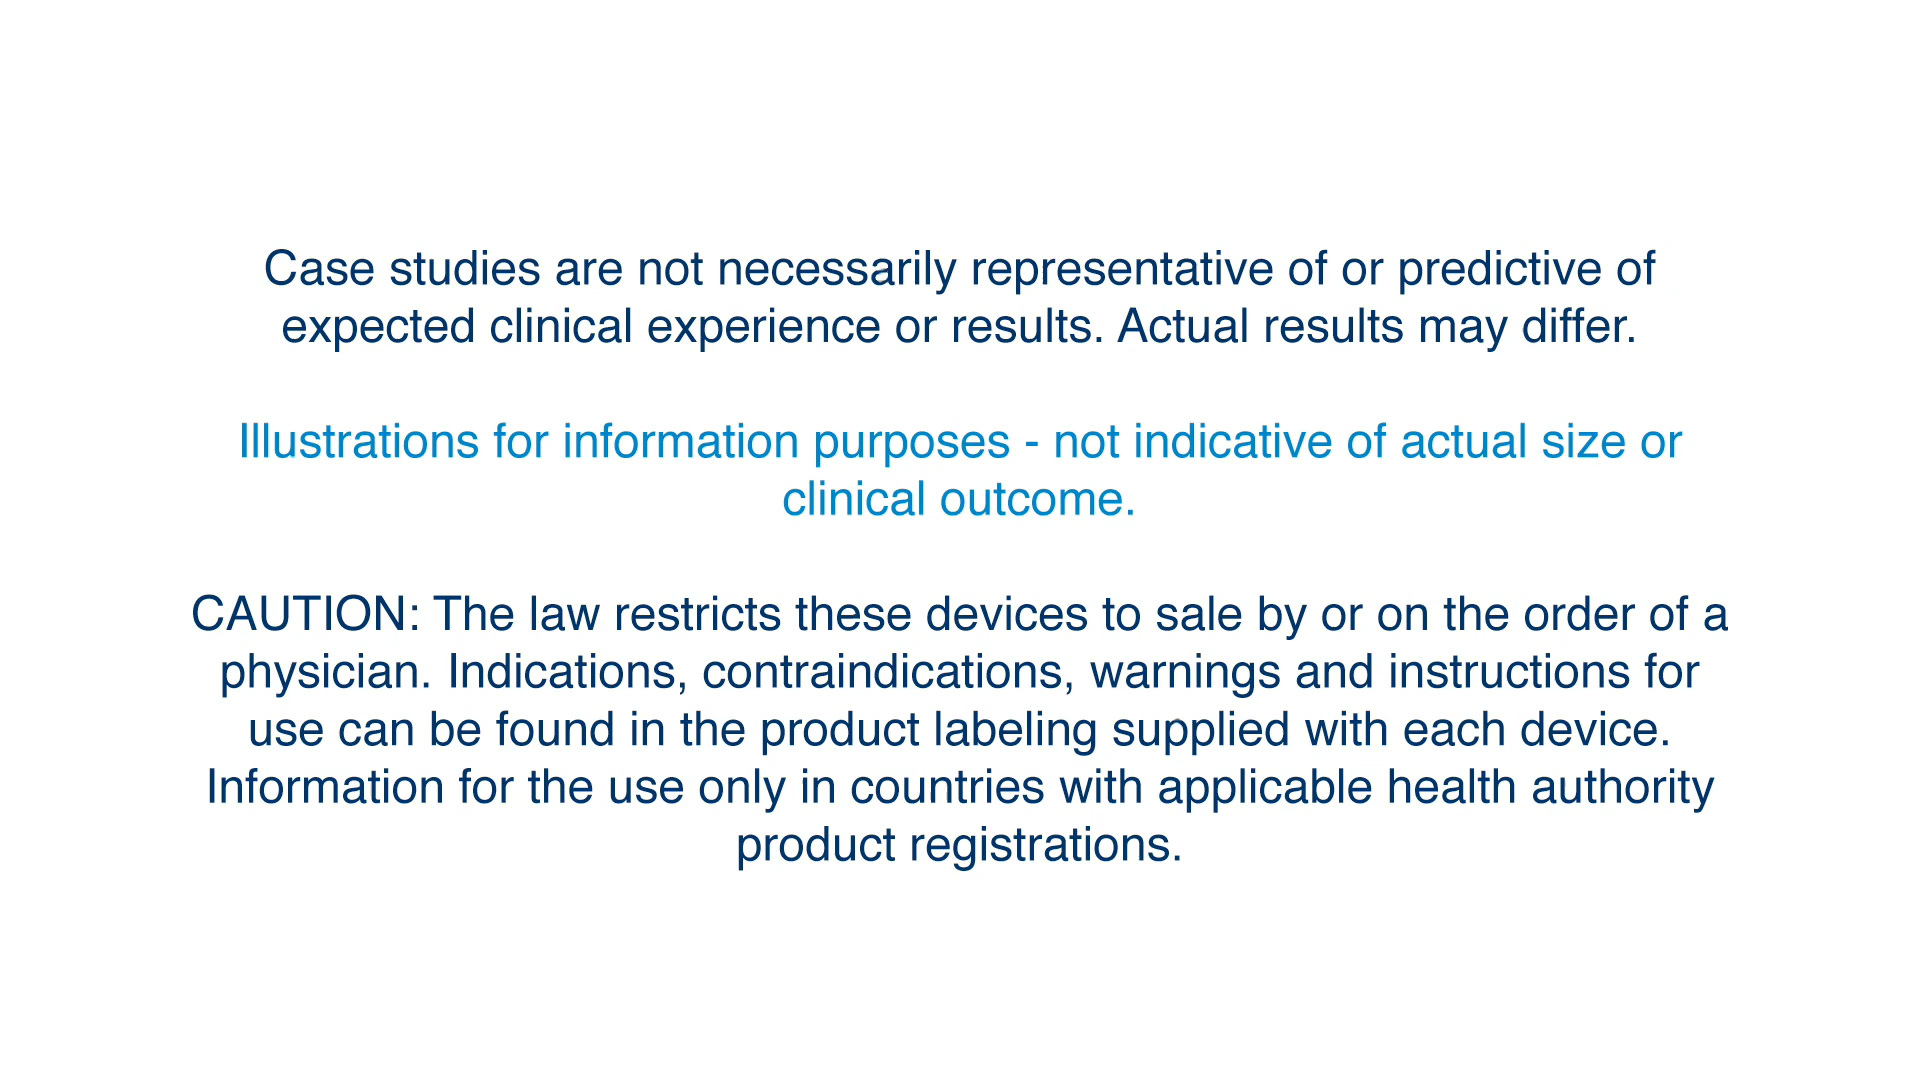 Case studies are not necessarily representative of or predictive of
expected clinical experience or results. Actual results may differ.
Illustrations for information purposes - not indicative of actual size or
clinical outcome.
CAUTION: The law restricts these devices to sale by or on the order of a
physician. Indications, contraindications, warnings and instructions for
use can be found in the product labeling supplied with each device.
Information for the use only in countries with applicable health authority
product registrations.